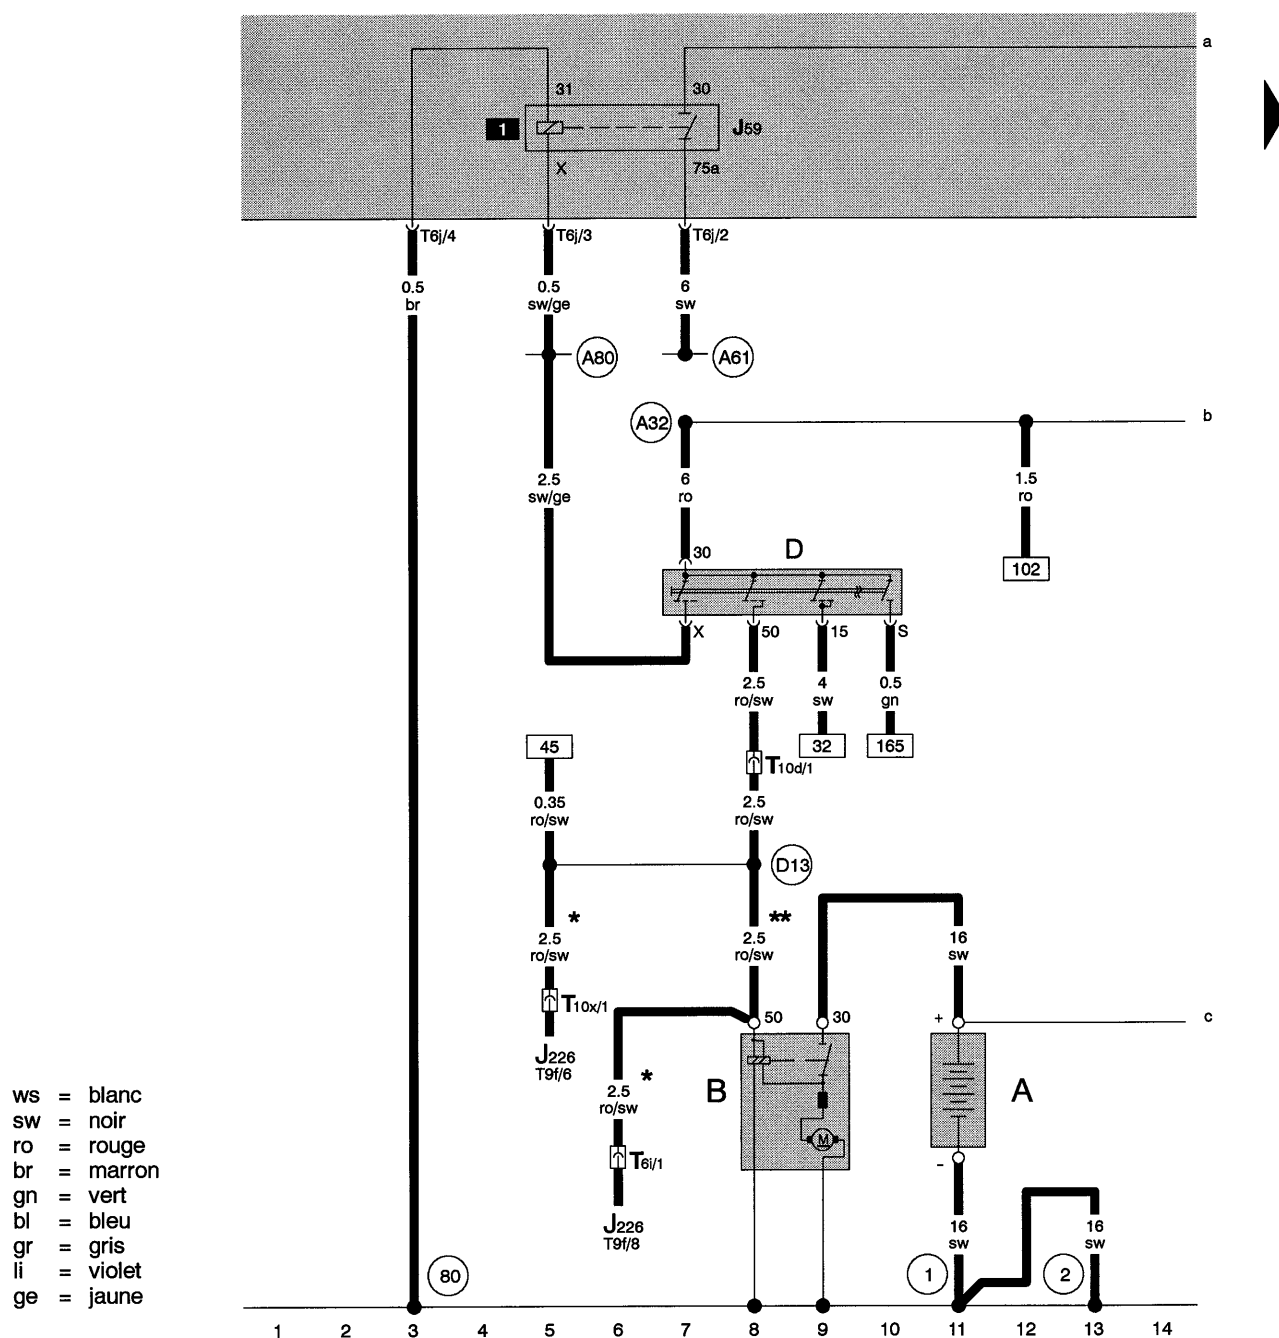 a
31 30
1 J59
X 75a
T6j/4 T6j/3 T6j/2
0.5 0.5 6
br sw/ge sw
A80 A61
A32 b
2.5 6 1.5
sw/ge ro ro
30 D
102
X 50 15 S
2.5 4 0.5
ro/sw sw gn
45 32 165
T10d/1
0.35 2.5
ro/sw ro/sw
D13
* **
2.5 2.5 16
ro/sw ro/sw sw
T10x/1 50 30 + c
J226
T9f/6
*
2.5 B A
ro/sw
M
T6i/1 -
J226
T9f/8
16 16
sw sw
80 1 2
ws = blanc
sw = noir
ro = rouge
br = marron
gn = vert
bl = bleu
gr = gris
li = violet
ge = jaune
1 2 3 4 5 6 7 8 9 10 11 12 13 14